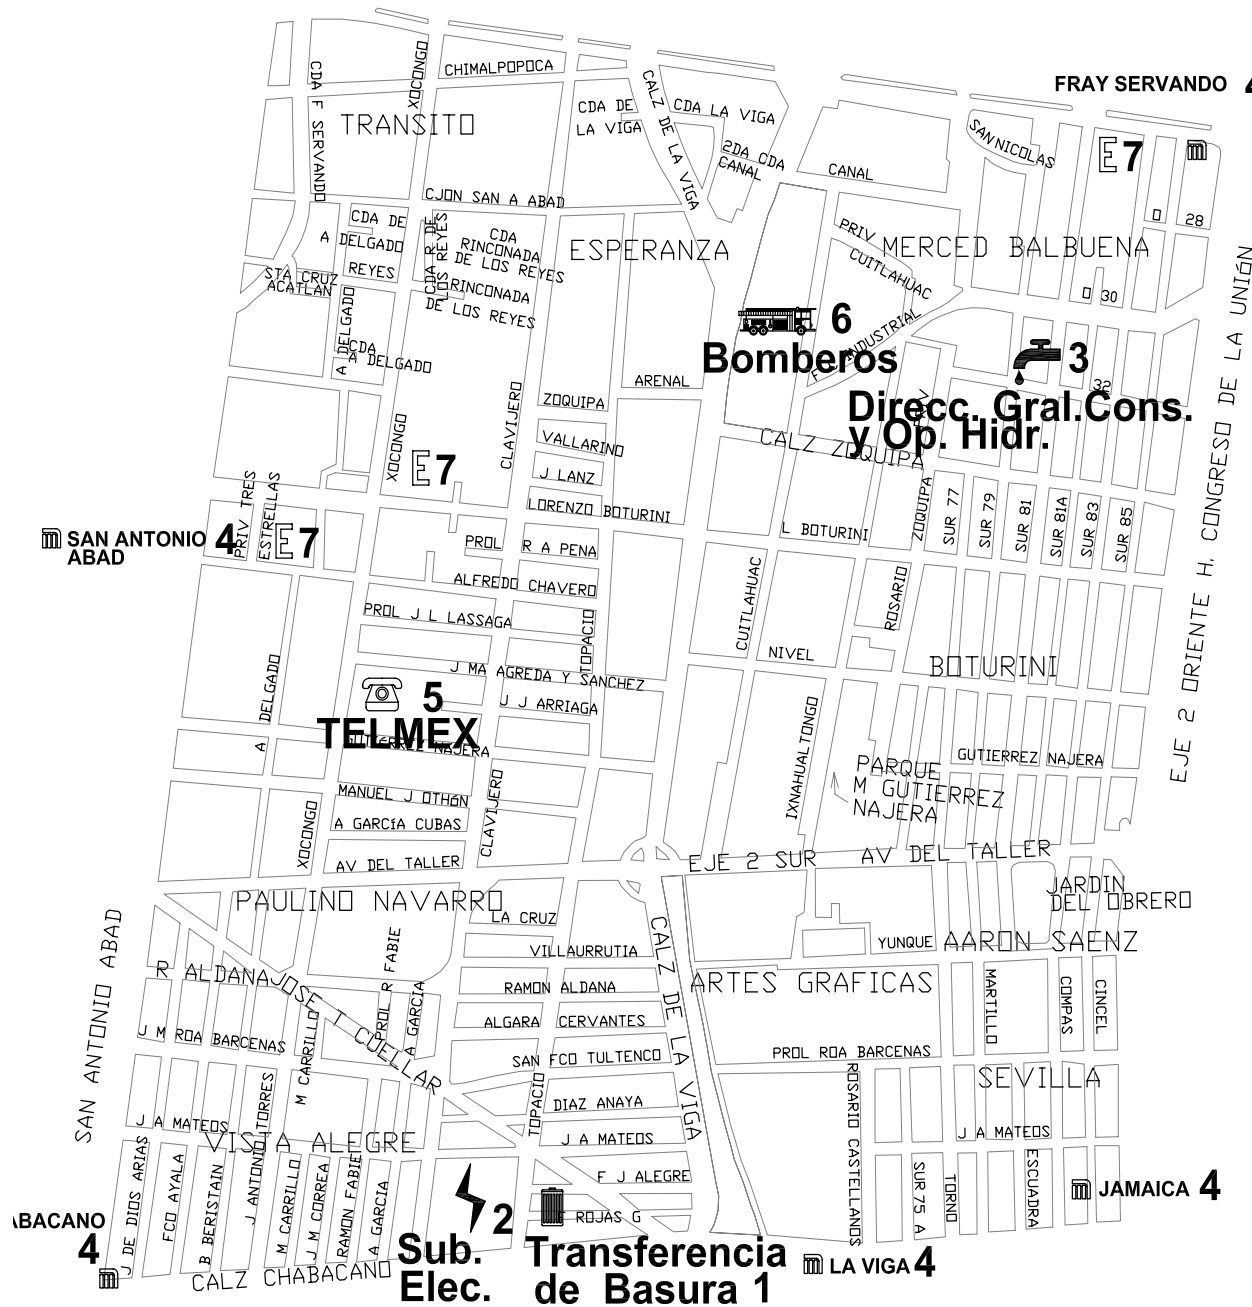 FRAY SERVANDO
CDA F SERVANDO
XOCONGO
CHIMALPOPOCA
TRANSITO
CDA DE
LA VIGA
CALZ DE LA VIGA
CDA LA VIGA
2DA CDA
CANAL
CANAL
SAN NICOLAS
E 7
CJON SAN A ABAD
CDA DE
A DELGADO
REYES
CDA R DE
LOS REYES
CDA
RINCONADA
DE LOS REYES
RINCONADA
DE LOS REYES
STA CRUZ
ACATLAN
A DELGADO
CDA
A DELGADO
ESPERANZA
PRIV
CUITLAHUAC
MERCED BALBUENA
O
28
O 30
32
6
Bomberos
F C INDUSTRIAL
3
Direcc. Gral.Cons.
y Op. Hidr.
CALZ ZOQUIPA
EJE 2 ORIENTE H. CONGRESO DE LA UNIÓN
ARENAL
ZOQUIPA
VALLARINO
J LANZ
LORENZO BOTURINI
CLAVIJERO
XOCONGO
E 7
PRIV TRES
ESTRELLAS
E 7
SAN ANTONIO 4
ABAD
PROL R A PENA
ALFREDO CHAVERO
PROL J L LASSAGA
TOPACIO
J MA AGREDA Y SANCHEZ
J J ARRIAGA
L BOTURINI
ZOQUIPA
SUR 77
SUR 79
SUR 81
SUR 81A
SUR 83
SUR 85
CUITLAHUAC
ROSARIO
NIVEL
BOTURINI
A DELGADO
5
TELMEX
GUTIERREZ NAJERA
MANUEL J OTHÓN
A GARCÍA CUBAS
AV DEL TALLER
XOCONGO
CLAVIJERO
IXNAHUALTONGO
GUTIERREZ NAJERA
PARQUE
M GUTIERREZ
NAJERA
EJE 2 SUR AV DEL TALLER
JARDIN
DEL OBRERO
PAULINO NAVARRO
LA CRUZ
VILLAURRUTIA
RAMON ALDANA
ALGARA CERVANTES
SAN FCO TULTENCO
CALZ DE LA VIGA
YUNQUE
AARON SAENZ
ARTES GRAFICAS
MARTILLO
COMPAS
CINCEL
PROL ROA BARCENAS
SEVILLA
SAN ANTONIO ABAD
R ALDANA
JOSE T CUELLAR
PROL R FABIE
A GARCIA
J M ROA BARCENAS
M CARRILLO
J A MATEOS
VISTA ALEGRE
J ANTONIO TORRES
TOPACIO
DIAZ ANAYA
J A MATEOS
F J ALEGRE
ROJAS G
ROSARIO CASTELLANOS
J A MATEOS
SUR 75 A
TORNO
ESCUADRA
JAMAICA 4
ABACANO
4
J DE DIOS ARIAS
FCO AYALA
B BERISTAIN
M CARRILLO
J M CORREA
RAMON FABIE
A GARCIA
CALZ CHABACANO
2
Sub.
Elec.
Transferencia
de Basura 1
LA VIGA 4